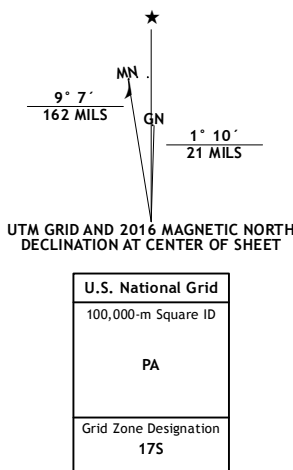 ★
MN
GN
9° 7´
162 MILS
1° 10´
21 MILS
UTM GRID AND 2016 MAGNETIC NORTH
DECLINATION AT CENTER OF SHEET
U.S. National Grid
100,000-m Square ID
PA
Grid Zone Designation
17S